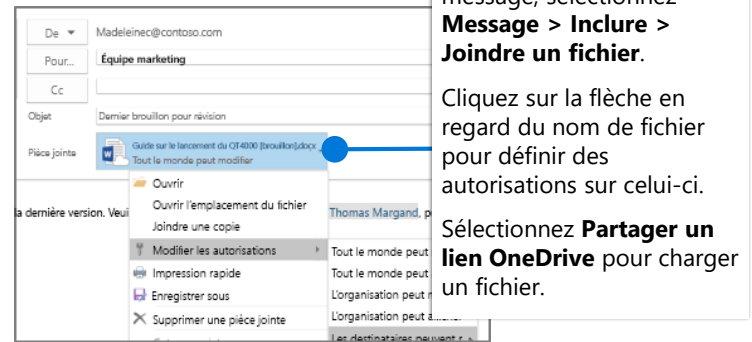 message, sélectionnez
Message > Inclure >
Joindre un fichier.
Cliquez sur la flèche en
regard du nom de fichier
pour définir des
autorisations sur celui-ci.
Sélectionnez Partager un
lien OneDrive pour charger
un fichier.
De
Madeleinec@contoso.com
Pour...
Équipe marketing
Cc
Objet
Dernier brouillon pour révision
Pièce jointe
Guide sur le lancement du QT4000 [brouillon].docx
Tout le monde peut modifier
la dernière vers
Thomas Margand, p
Ouvrir
Ouvrir l'emplacement du fichier
Joindre une copie
Modifier les autorisations
Impression rapide
Enregistrer sous
Supprimer une pièce jointe
Tout le monde peut
Tout le monde peut
L'organisation peut
L'organisation peut
Les destinataires peuvent